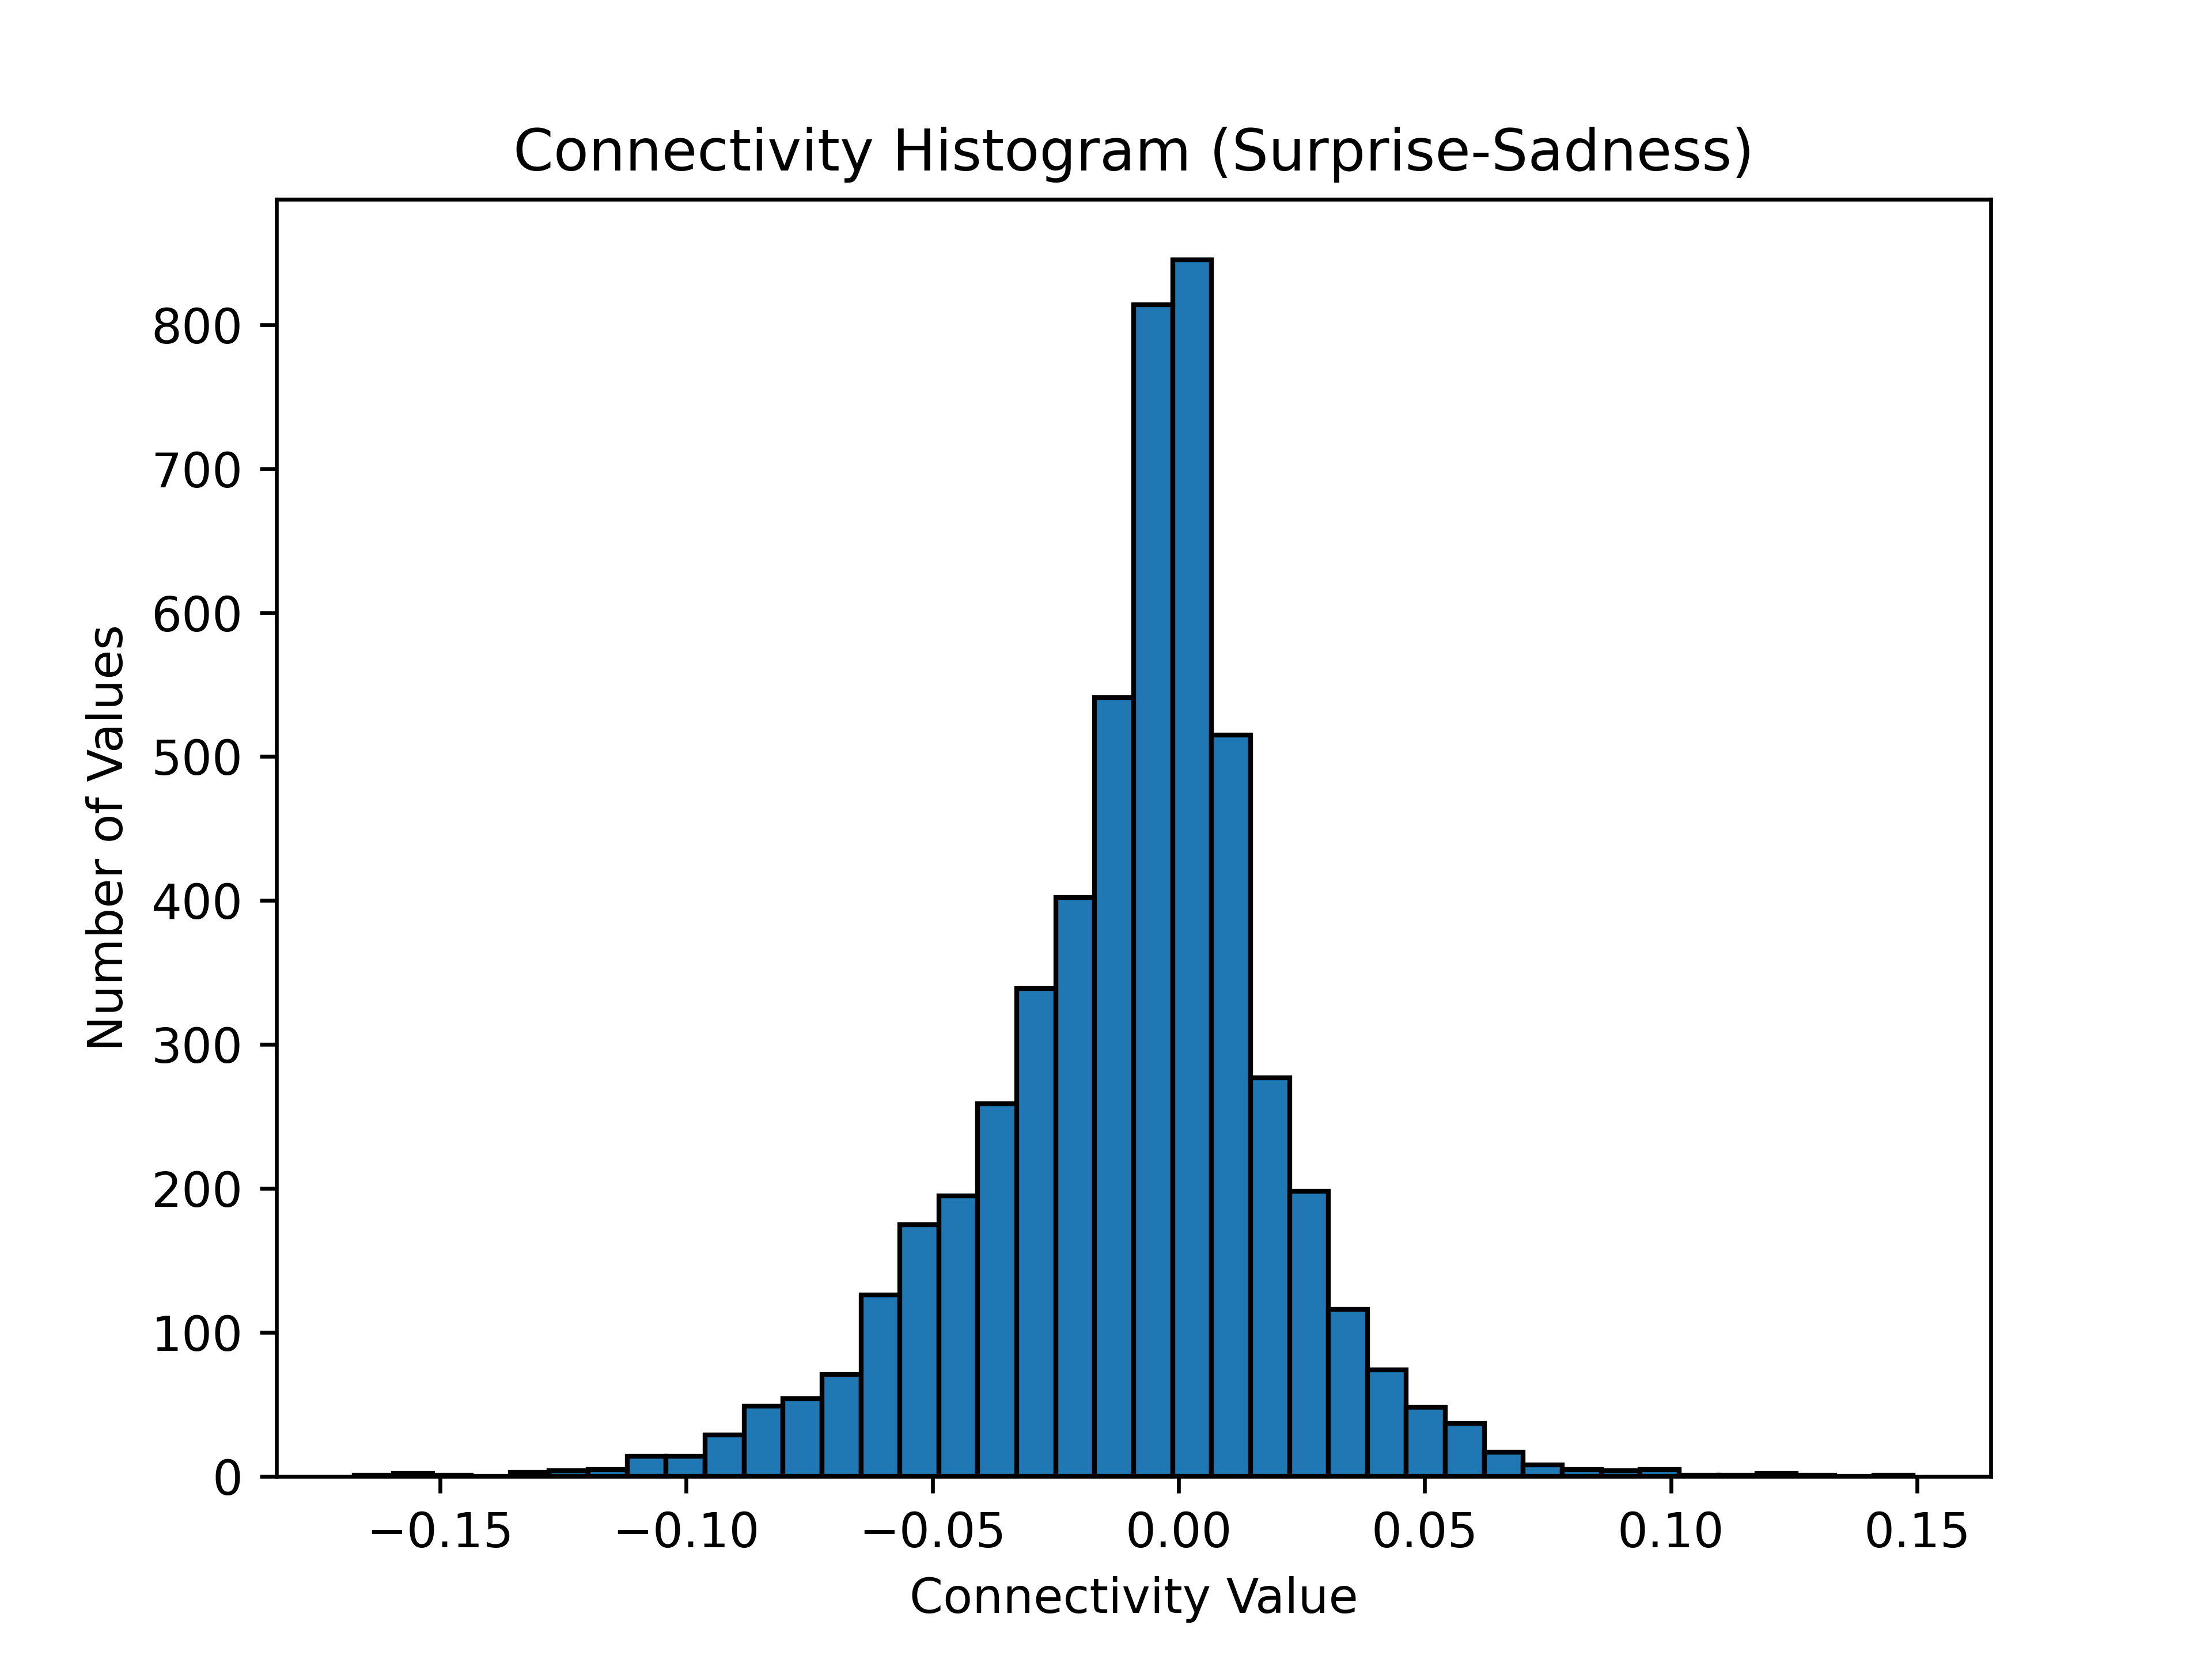 Connectivity Histogram (Surprise-Sadness)
Number of Values
800
700
600
500
400
300
200
100
0
−0.15 −0.10 −0.05 0.00 0.05 0.10 0.15
Connectivity Value